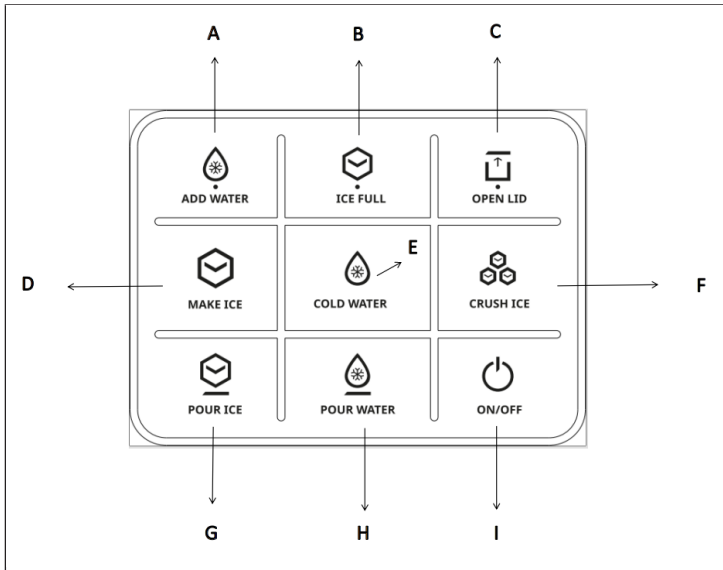 A B C
ADD WATER ICE FULL OPEN LID
E
D F
MAKE ICE COLD WATER CRUSH ICE
POUR ICE POUR WATER ON/OFF
G H I